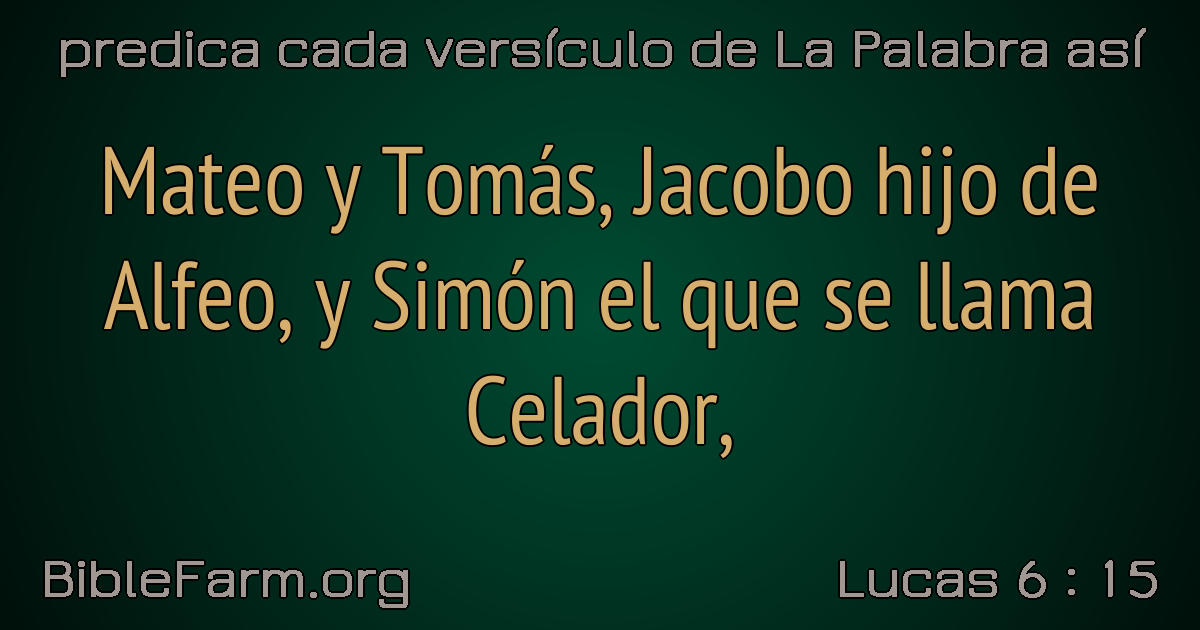 predica cada versículo de La Palabra así
Mateo y Tomás, Jacobo hijo de
Alfeo, y Simón el que se llama
Celador,
BibleFarm.org
Lucas 6 : 15